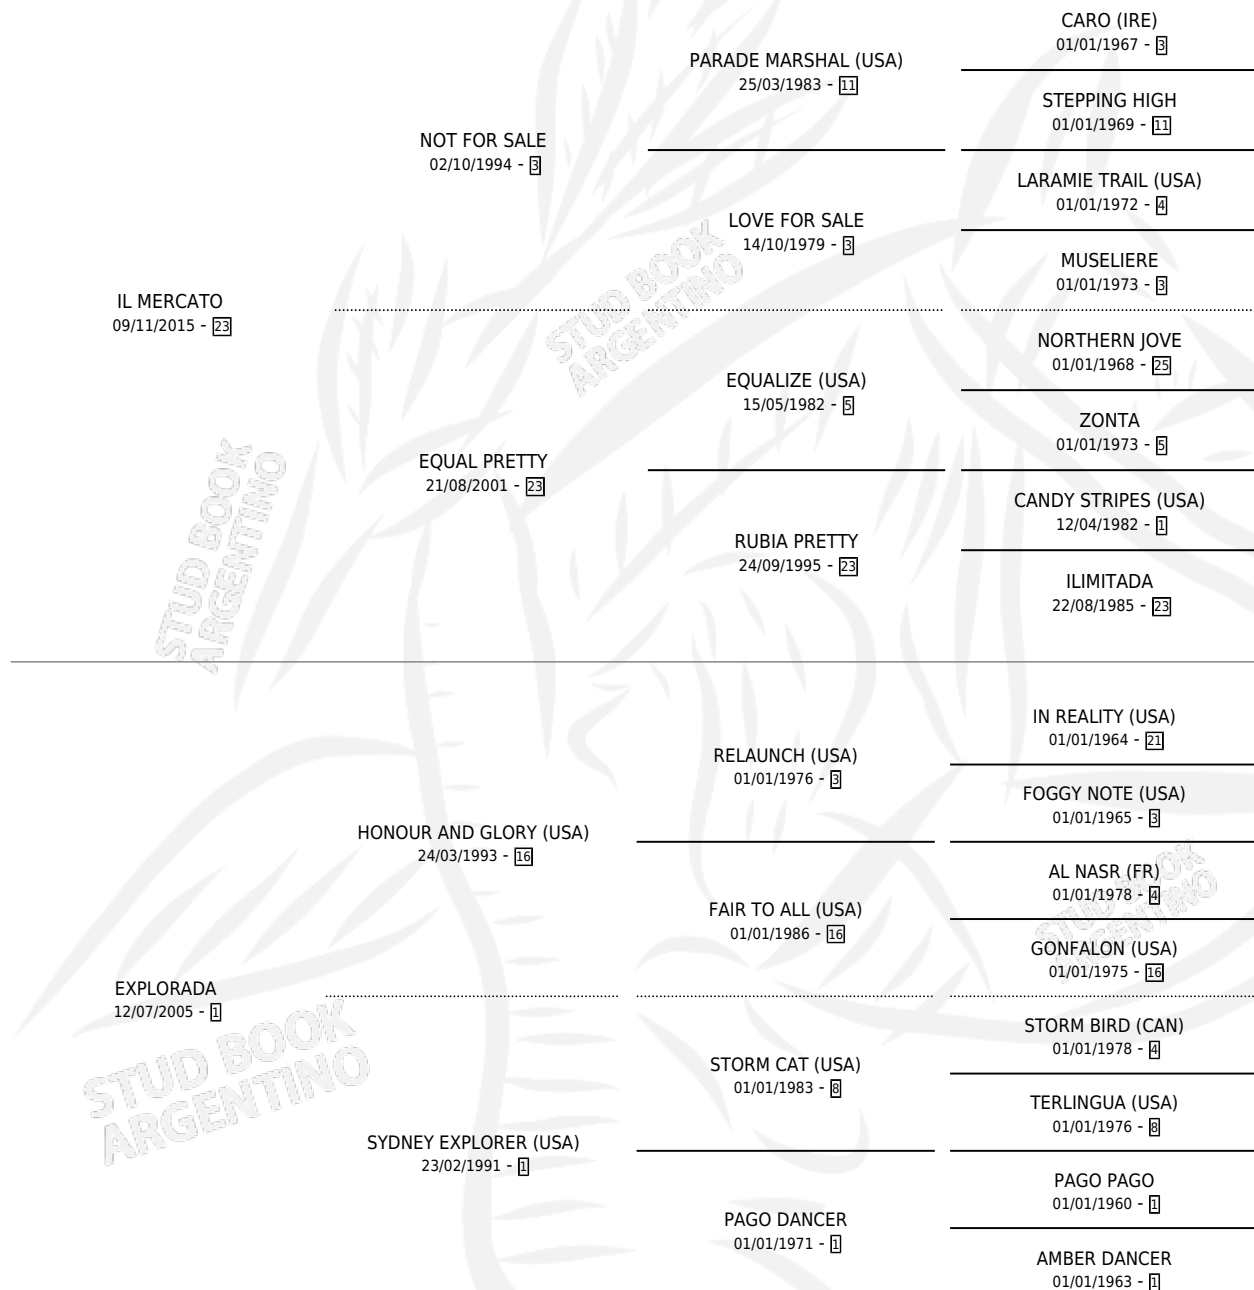 CARO (IRE)
01/01/1967 - 3
PARADE MARSHAL (USA)
25/03/1983 - 11
STEPPING HIGH
01/01/1969 - 11
NOT FOR SALE
02/10/1994 - 3
LARAMIE TRAIL (USA)
01/01/1972 - 4
LOVE FOR SALE
14/10/1979 - 3
MUSELIERE
01/01/1973 - 3
IL MERCATO
09/11/2015 - 23
STUD BOOK
ARGENTINO
NORTHERN JOVE
01/01/1968 - 25
EQUALIZE (USA)
15/05/1982 - 5
ZONTA
01/01/1973 - 5
EQUAL PRETTY
21/08/2001 - 23
CANDY STRIPES (USA)
12/04/1982 - 1
RUBIA PRETTY
24/09/1995 - 23
ILIMITADA
22/08/1985 - 23
STUD BOOK
ARGENTINO
IN REALITY (USA)
01/01/1964 - 21
RELAUNCH (USA)
01/01/1976 - 3
FOGGY NOTE (USA)
01/01/1965 - 3
HONOUR AND GLORY (USA)
24/03/1993 - 16
AL NASR (FR)
01/01/1978 - 4
FAIR TO ALL (USA)
01/01/1986 - 16
STUD BOOK
ARGENTINO
GONFALON (USA)
01/01/1975 - 16
EXPLORADA
12/07/2005 - 1
STUD BOOK
ARGENTINO
STORM BIRD (CAN)
01/01/1978 - 4
STORM CAT (USA)
01/01/1983 - 8
TERLINGUA (USA)
01/01/1976 - 8
SYDNEY EXPLORER (USA)
23/02/1991 - 1
PAGO PAGO
01/01/1960 - 1
PAGO DANCER
01/01/1971 - 1
AMBER DANCER
01/01/1963 - 1